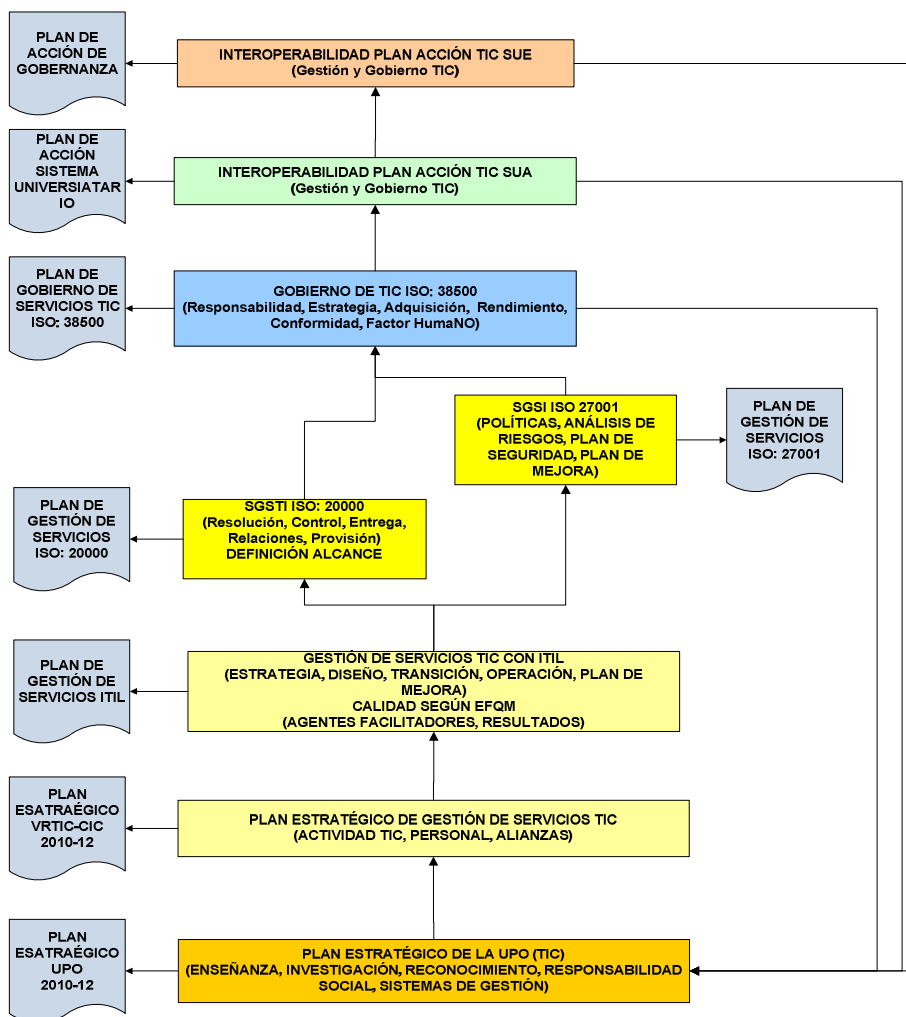 PLAN DE
ACCIÓN DE
GOBERNANZA
INTEROPERABILIDAD PLAN ACCIÓN TIC SUE
(Gestión y Gobierno TIC)
PLAN DE
ACCIÓN
SISTEMA
UNIVERSIATAR
IO
INTEROPERABILIDAD PLAN ACCIÓN TIC SUA
(Gestión y Gobierno TIC)
PLAN DE
GOBIERNO DE
SERVICIOS TIC
ISO: 38500
GOBIERNO DE TIC ISO: 38500
(Responsabilidad, Estrategia, Adquisición, Rendimiento,
Conformidad, Factor HumaNO)
SGSI ISO 27001
(POLÍTICAS, ANÁLISIS DE
RIESGOS, PLAN DE
SEGURIDAD, PLAN DE
MEJORA)
PLAN DE
GESTIÓN DE
SERVICIOS
ISO: 27001
PLAN DE
GESTIÓN DE
SERVICIOS
ISO: 20000
SGSTI ISO: 20000
(Resolución, Control, Entrega,
Relaciones, Provisión)
DEFINICIÓN ALCANCE
PLAN DE
GESTIÓN DE
SERVICIOS ITIL
GESTIÓN DE SERVICIOS TIC CON ITIL
(ESTRATEGIA, DISEÑO, TRANSICIÓN, OPERACIÓN, PLAN DE
MEJORA)
CALIDAD SEGÚN EFQM
(AGENTES FACILITADORES, RESULTADOS)
PLAN
ESATRAÉGICO
VRTIC-CIC
2010-12
PLAN ESTRATÉGICO DE GESTIÓN DE SERVICIOS TIC
(ACTIVIDAD TIC, PERSONAL, ALIANZAS)
PLAN
ESATRAÉGICO
UPO
2010-12
PLAN ESTRATÉGICO DE LA UPO (TIC)
(ENSEÑANZA, INVESTIGACIÓN, RECONOCIMIENTO, RESPONSABILIDAD
SOCIAL, SISTEMAS DE GESTIÓN)